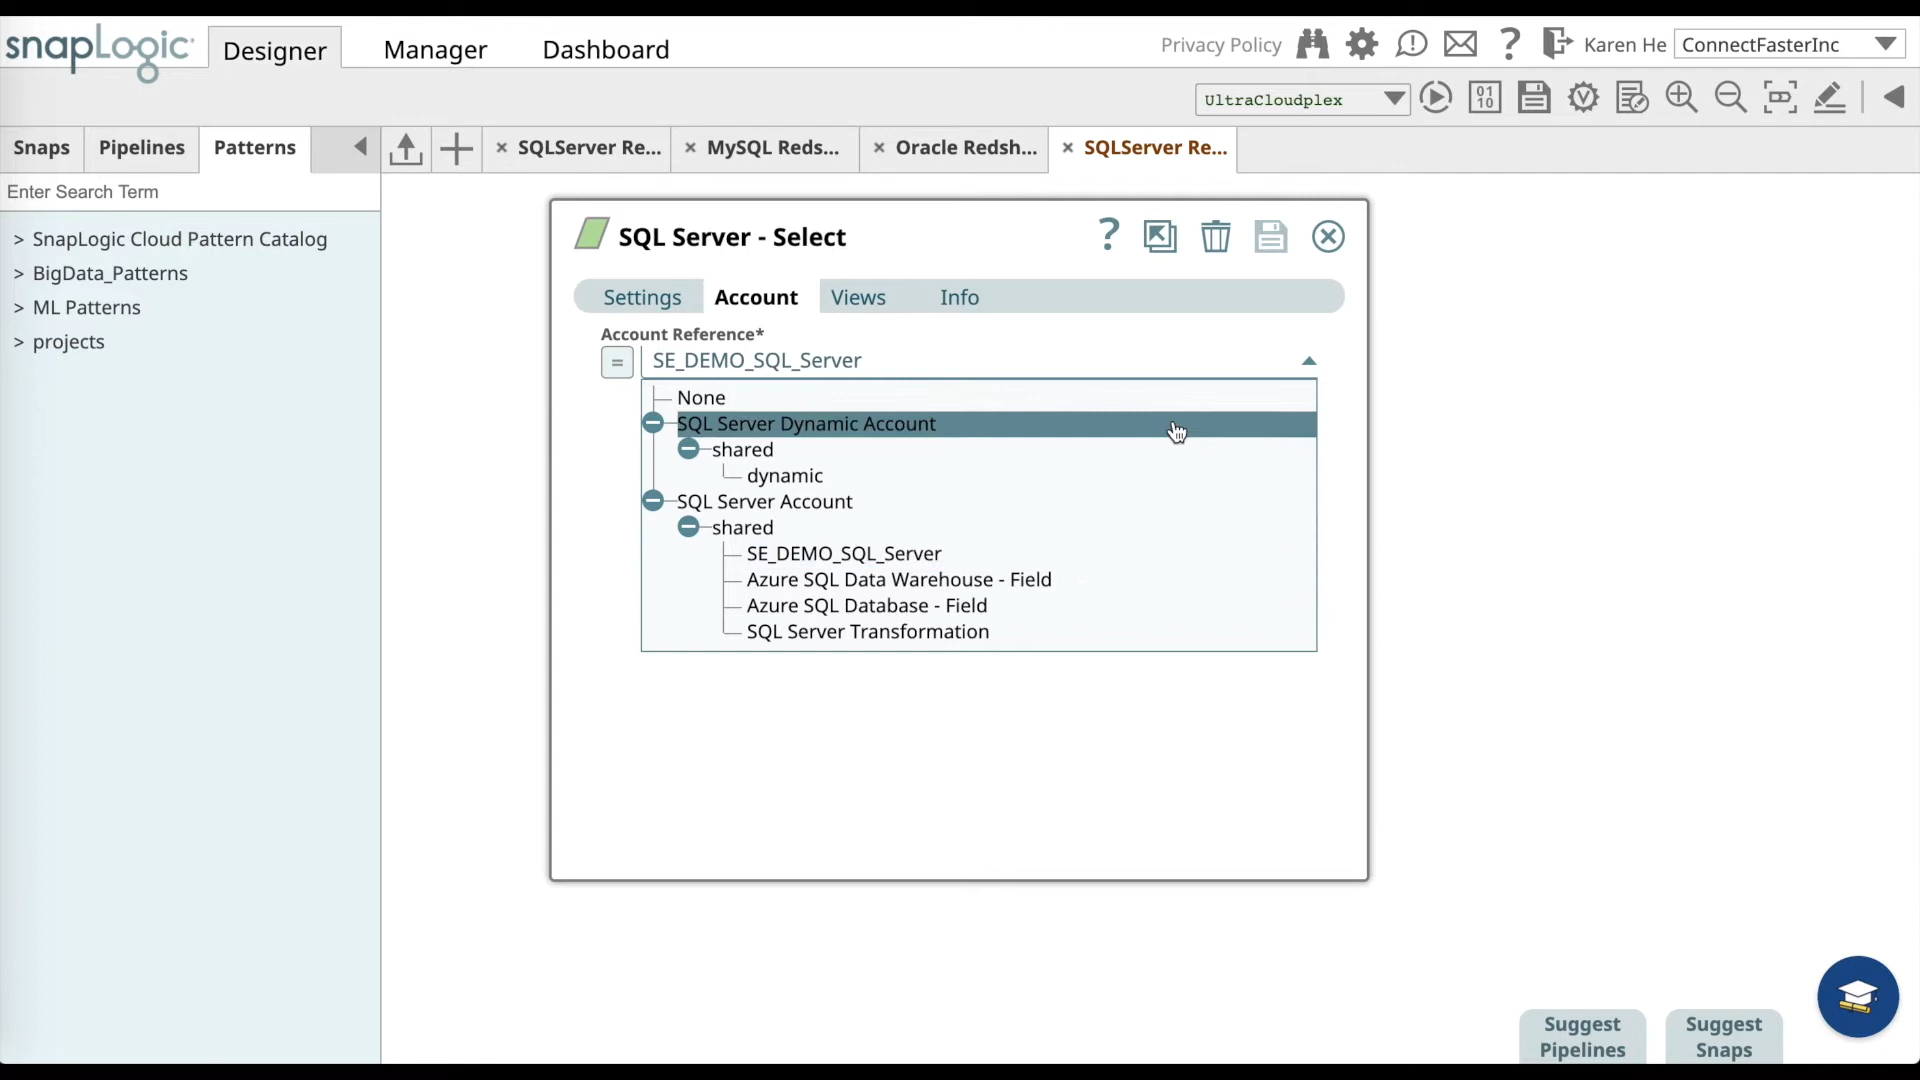 snapLogic
Designer
Manager
Dashboard
Privacy Policy
?
Karen He
ConnectFasterInc
UltraCloudplex
01
10
V
Snaps
Pipelines
Patterns
× SQLServer Re...
× MySQL Reds...
× Oracle Redsh...
× SQLServer Re...
Enter Search Term
> SnapLogic Cloud Pattern Catalog
> BigData_Patterns
> ML Patterns
> projects
SQL Server - Select
?
Settings
Account
Views
Info
Account Reference*
= SE_DEMO_SQL_Server
None
SQL Server Dynamic Account
shared
dynamic
SQL Server Account
shared
SE_DEMO_SQL_Server
Azure SQL Data Warehouse - Field
Azure SQL Database - Field
SQL Server Transformation
Suggest
Pipelines
Suggest
Snaps